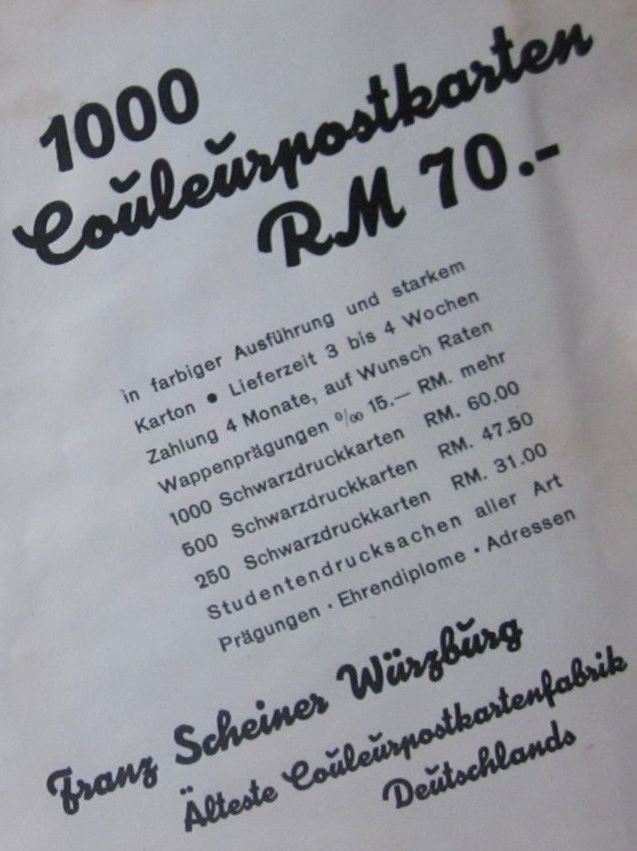 1000
Couleurpostkarten
RM 70.-
in farbiger Ausführung und starkem
Karton ● Lieferzeit 3 bis 4 Wochen
Zahlung 4 Monate, auf Wunsch Raten
Wappenprägungen ⁰/₀₀ 15.— RM. mehr
1000 Schwarzdruckkarten RM. 60.00
500 Schwarzdruckkarten RM. 47.50
250 Schwarzdruckkarten RM. 31.00
Studentendrucksachen aller Art
Prägungen · Ehrendiplome · Adressen
Franz Scheiner Würzburg
Älteste Couleurpostkartenfabrik
Deutschlands